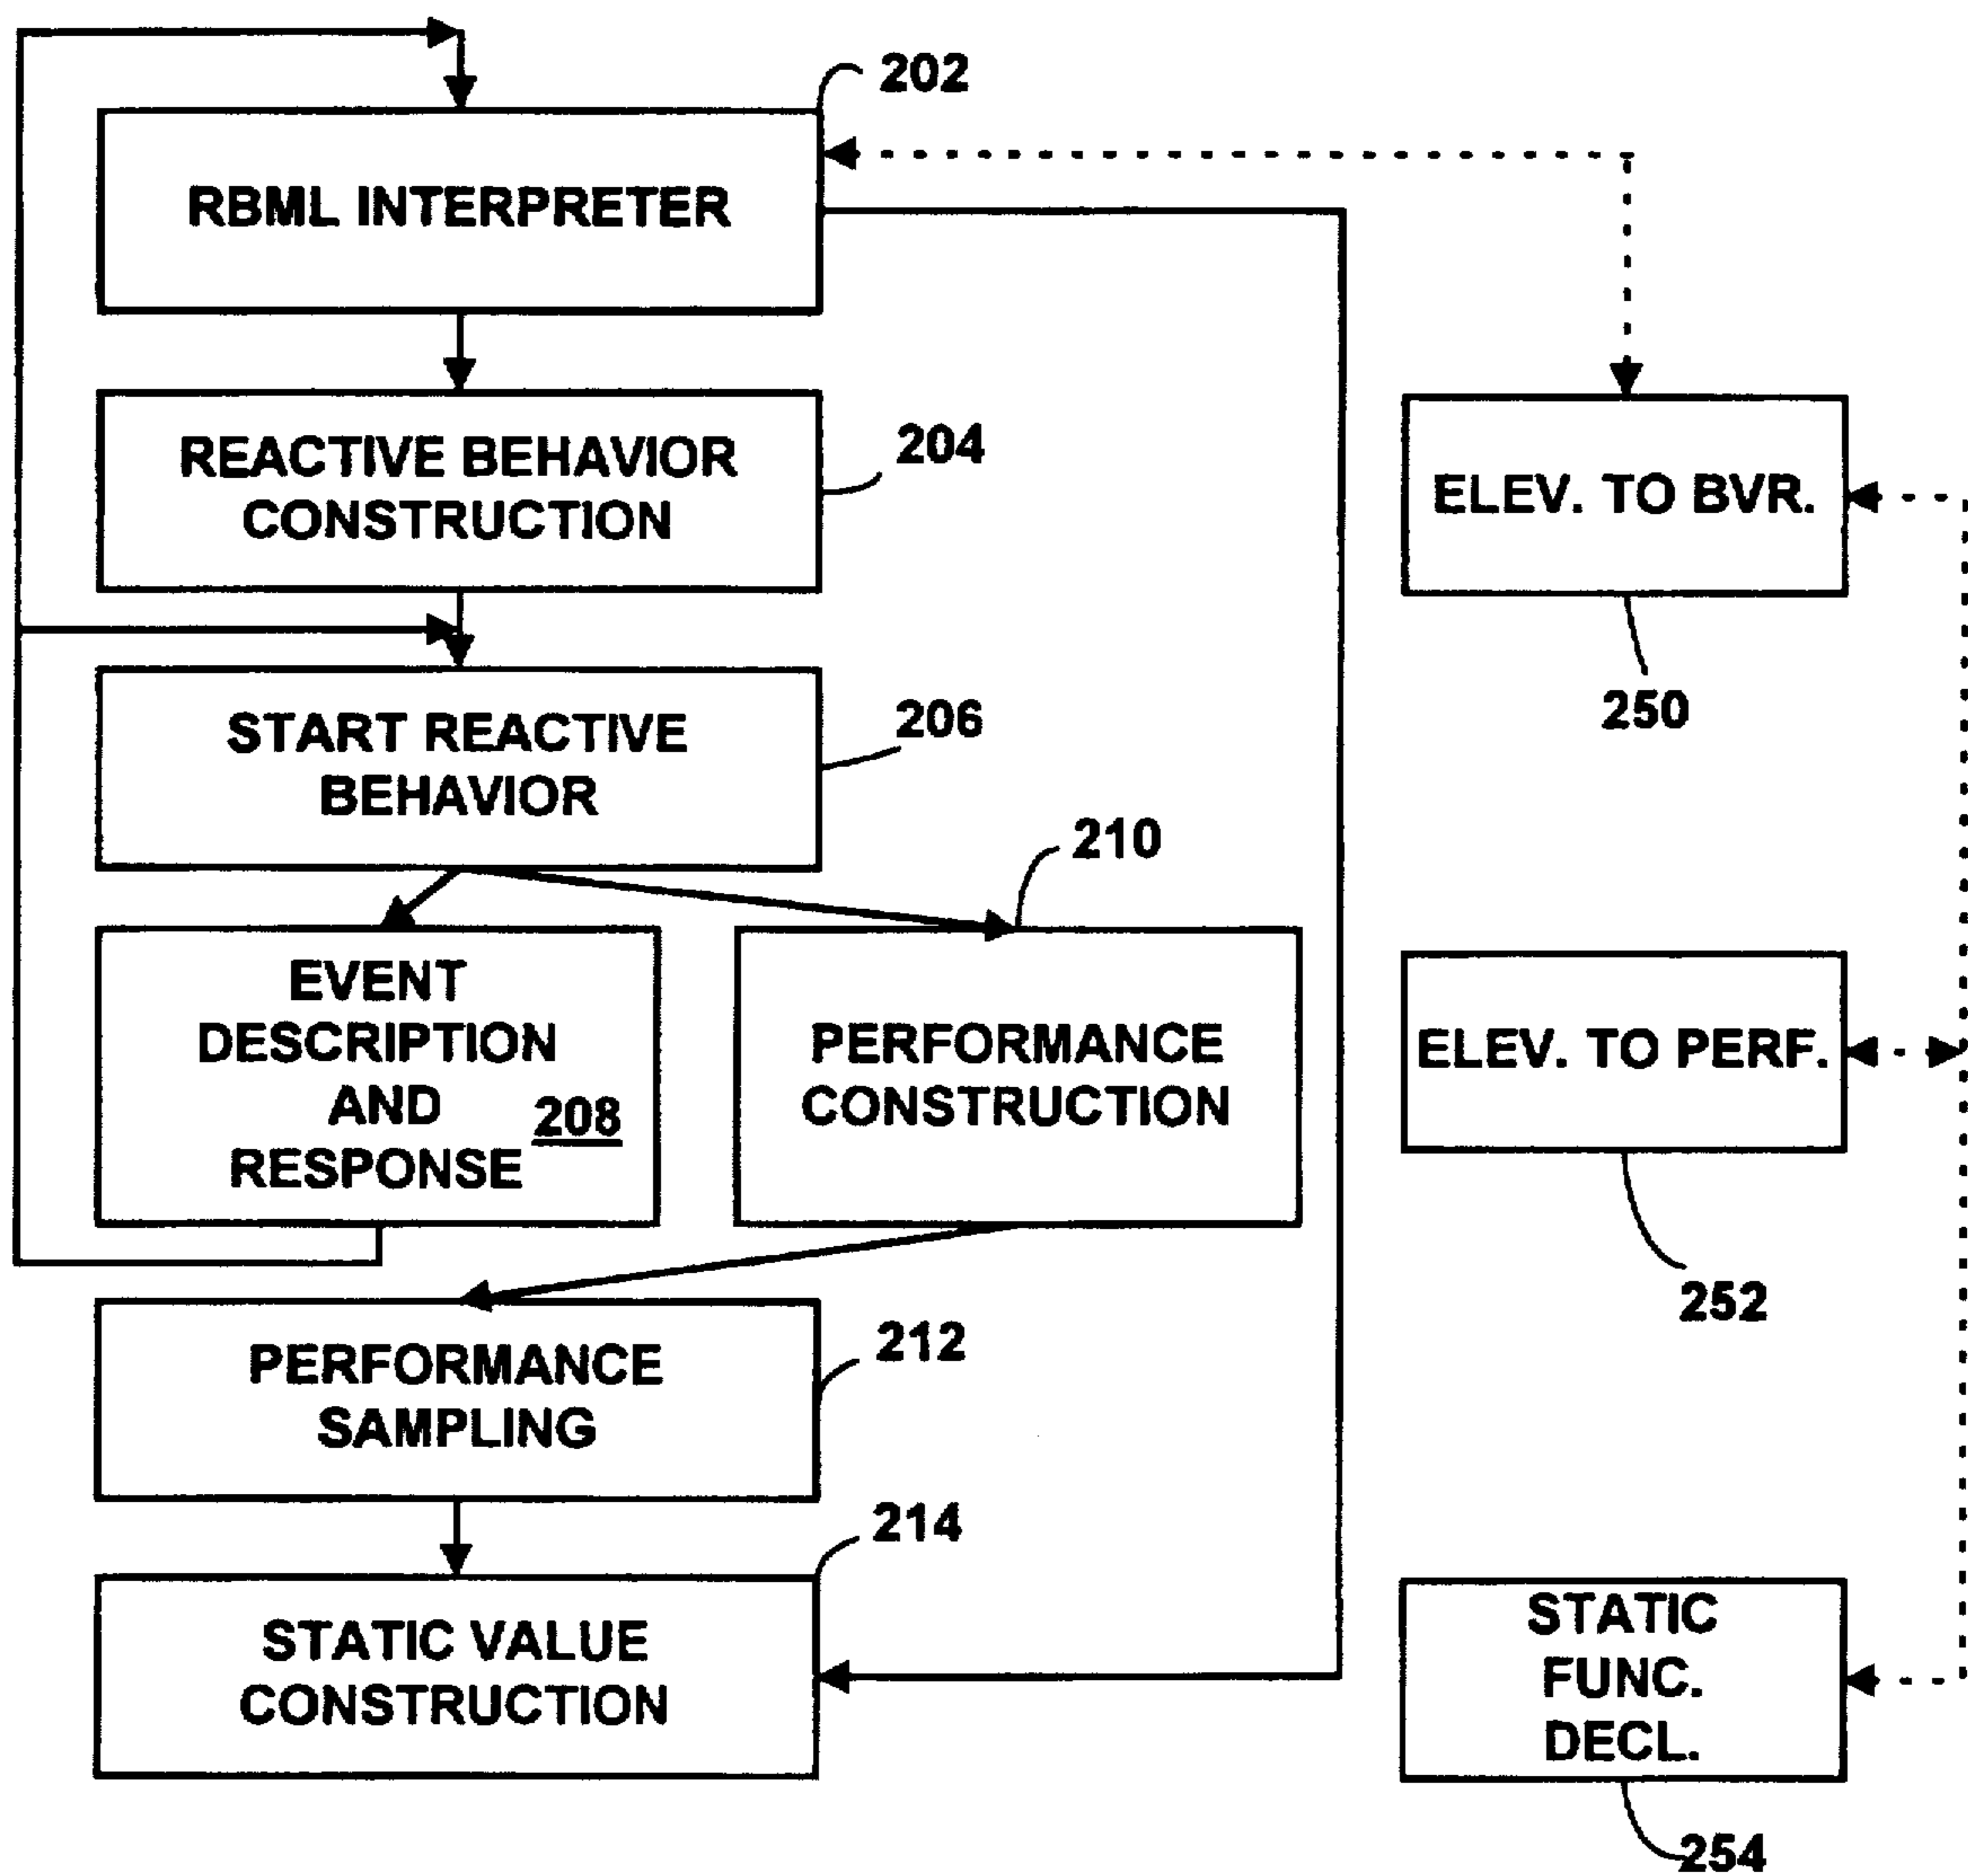 202
RBML INTERPRETER
REACTIVE BEHAVIOR
CONSTRUCTION
204
ELEV. TO BVR.
250
START REACTIVE
BEHAVIOR
206
210
EVENT
DESCRIPTION
AND
RESPONSE
208
PERFORMANCE
CONSTRUCTION
ELEV. TO PERF.
252
PERFORMANCE
SAMPLING
212
214
STATIC VALUE
CONSTRUCTION
STATIC
FUNC.
DECL.
254